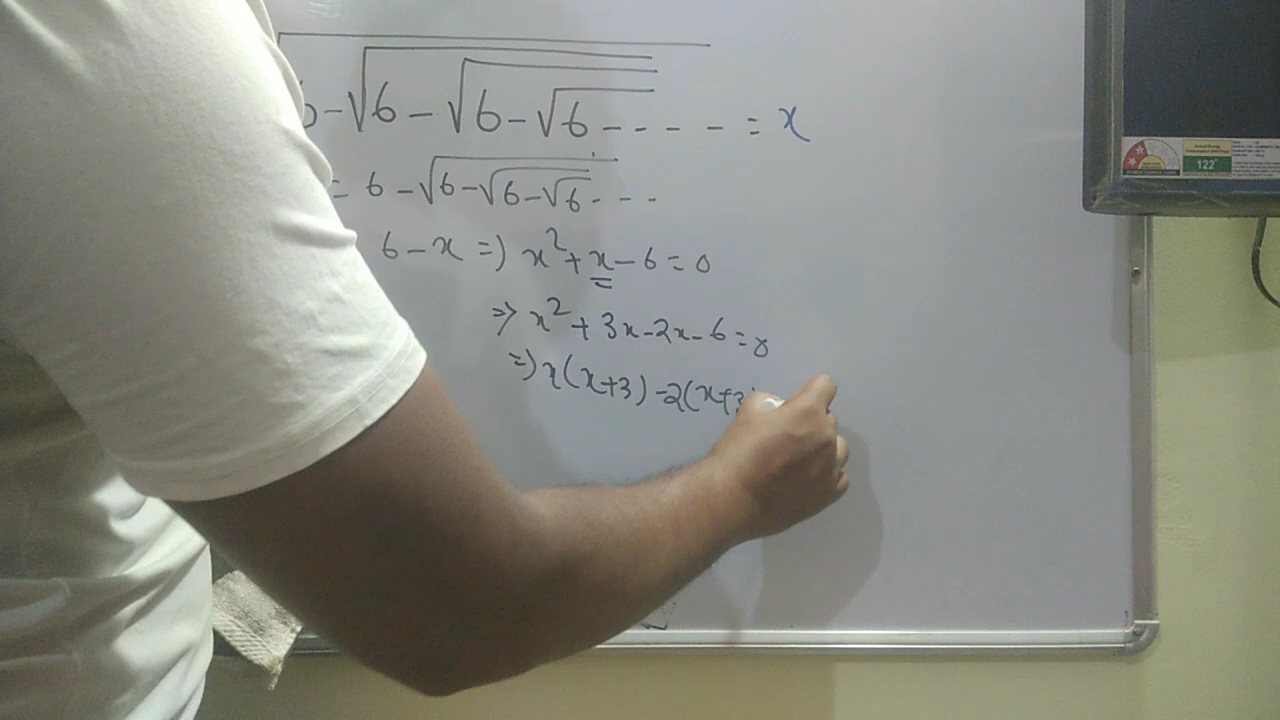 6-√6-√6-√6---- = x
= 6-√6-√6-√6---
6-x => x²+x-6=0
=> x²+3x-2x-6=0
=> x(x+3)-2(x+3
122